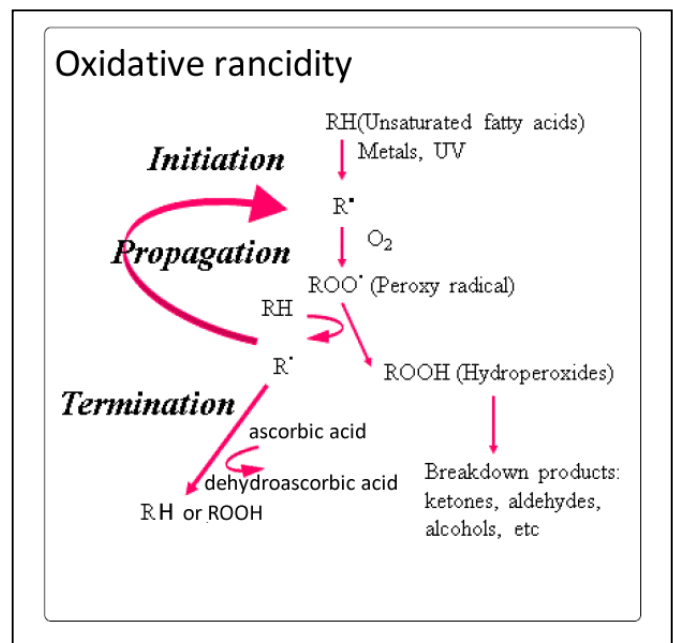 Oxidative rancidity
RH(Unsaturated fatty acids)
Metals, UV
Initiation
R•
O₂
Propagation
ROO• (Peroxy radical)
RH
R•
ROOH (Hydroperoxides)
Termination
ascorbic acid
dehydroascorbic acid
RH or ROOH
Breakdown products:
ketones, aldehydes,
alcohols, etc